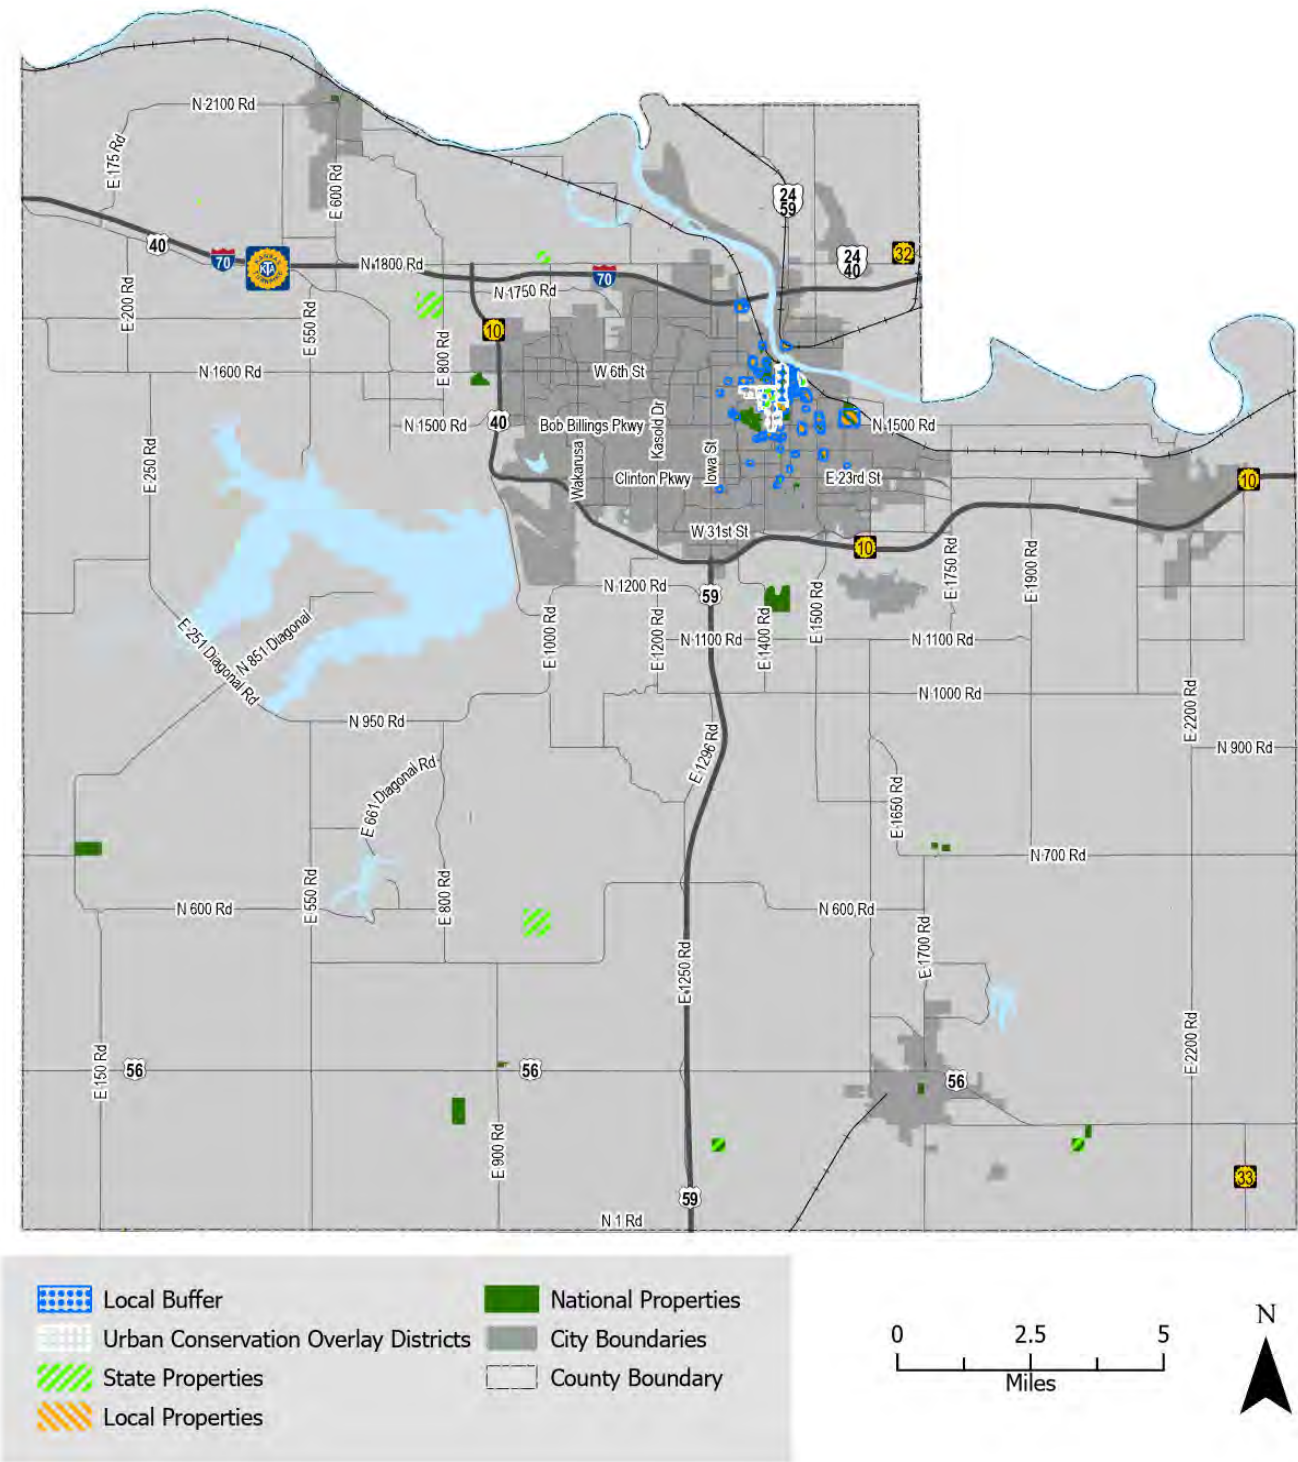 N 2100 Rd
E 175 Rd
E 600 Rd
24
59
40
70
KANSAS
KTA
TURNPIKE
N 1800 Rd
24
40
32
70
N 1750 Rd
E 200 Rd
E 550 Rd
10
E 800 Rd
N 1600 Rd
W 6th St
N 1500 Rd
40
Bob Billings Pkwy
Kasold Dr
N 1500 Rd
E 250 Rd
Wakarusa
Clinton Pkwy
Iowa St
E 23rd St
10
W 31st St
10
E 1750 Rd
E 1900 Rd
N 1200 Rd
59
E 251 Diagonal Rd
N 851 Diagonal
E 1000 Rd
E 1200 Rd
N 1100 Rd
E 1400 Rd
E 1500 Rd
N 1100 Rd
N 1000 Rd
E 2200 Rd
N 950 Rd
E 1296 Rd
N 900 Rd
E 661 Diagonal Rd
E 1650 Rd
N 700 Rd
E 550 Rd
E 800 Rd
N 600 Rd
N 600 Rd
E 1700 Rd
E 1250 Rd
E 2200 Rd
E 150 Rd
56
56
56
E 900 Rd
33
59
N 1 Rd
Local Buffer
Urban Conservation Overlay Districts
State Properties
Local Properties
National Properties
City Boundaries
County Boundary
0 2.5 5
Miles
N